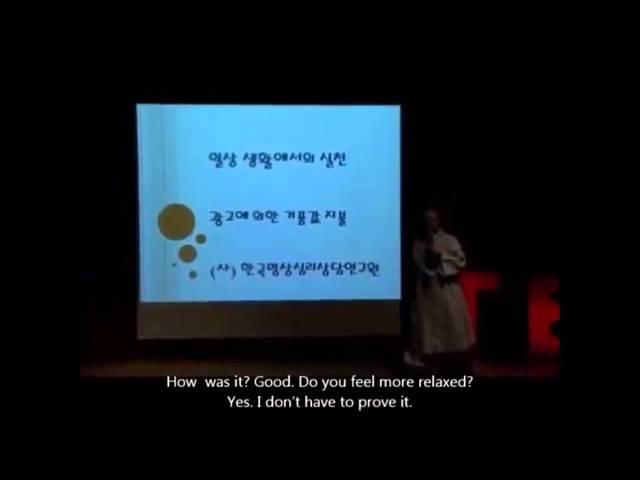 일상 생활에서의 실천
광고에 의한 거품값 지불
(사) 한국명상심리상담연구원
TE
How  was it? Good. Do you feel more relaxed?
Yes. I don't have to prove it.